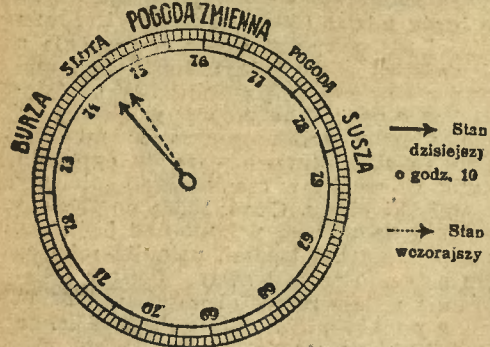 BURZA
SŁOTA
POGODA ZMIENNA
POGODA
SUSZA
73
74
75
76
77
78
79
68
69
70
71
72
Stan
dzisiejszy
o godz. 10
Stan
wczorajszy